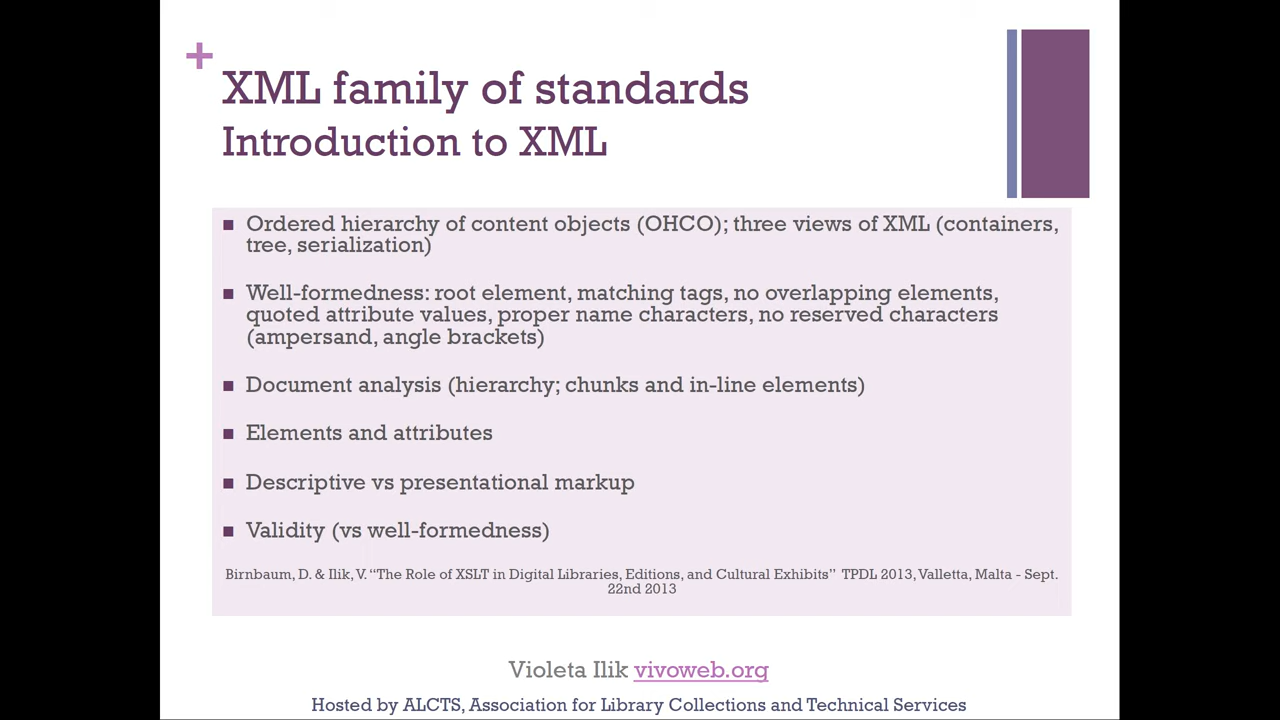 +
XML family of standards
Introduction to XML
■ Ordered hierarchy of content objects (OHCO); three views of XML (containers,
tree, serialization)
■ Well-formedness: root element, matching tags, no overlapping elements,
quoted attribute values, proper name characters, no reserved characters
(ampersand, angle brackets)
■ Document analysis (hierarchy; chunks and in-line elements)
■ Elements and attributes
■ Descriptive vs presentational markup
■ Validity (vs well-formedness)
Birnbaum, D. & Ilik, V. “The Role of XSLT in Digital Libraries, Editions, and Cultural Exhibits” TPDL 2013, Valletta, Malta - Sept.
22nd 2013
Violeta Ilik vivoweb.org
Hosted by ALCTS, Association for Library Collections and Technical Services